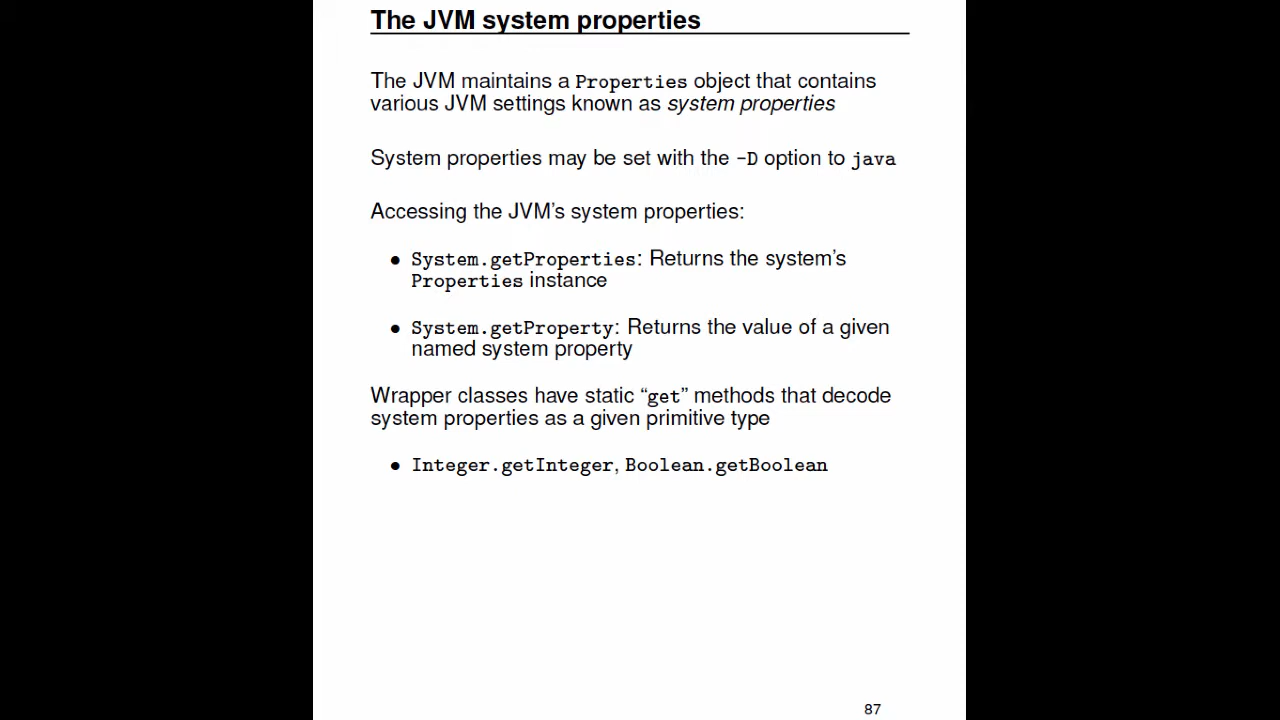 The JVM system properties
The JVM maintains a Properties object that contains
various JVM settings known as system properties
System properties may be set with the -D option to java
Accessing the JVM's system properties:
• System.getProperties: Returns the system's
Properties instance
• System.getProperty: Returns the value of a given
named system property
Wrapper classes have static “get” methods that decode
system properties as a given primitive type
• Integer.getInteger, Boolean.getBoolean
87